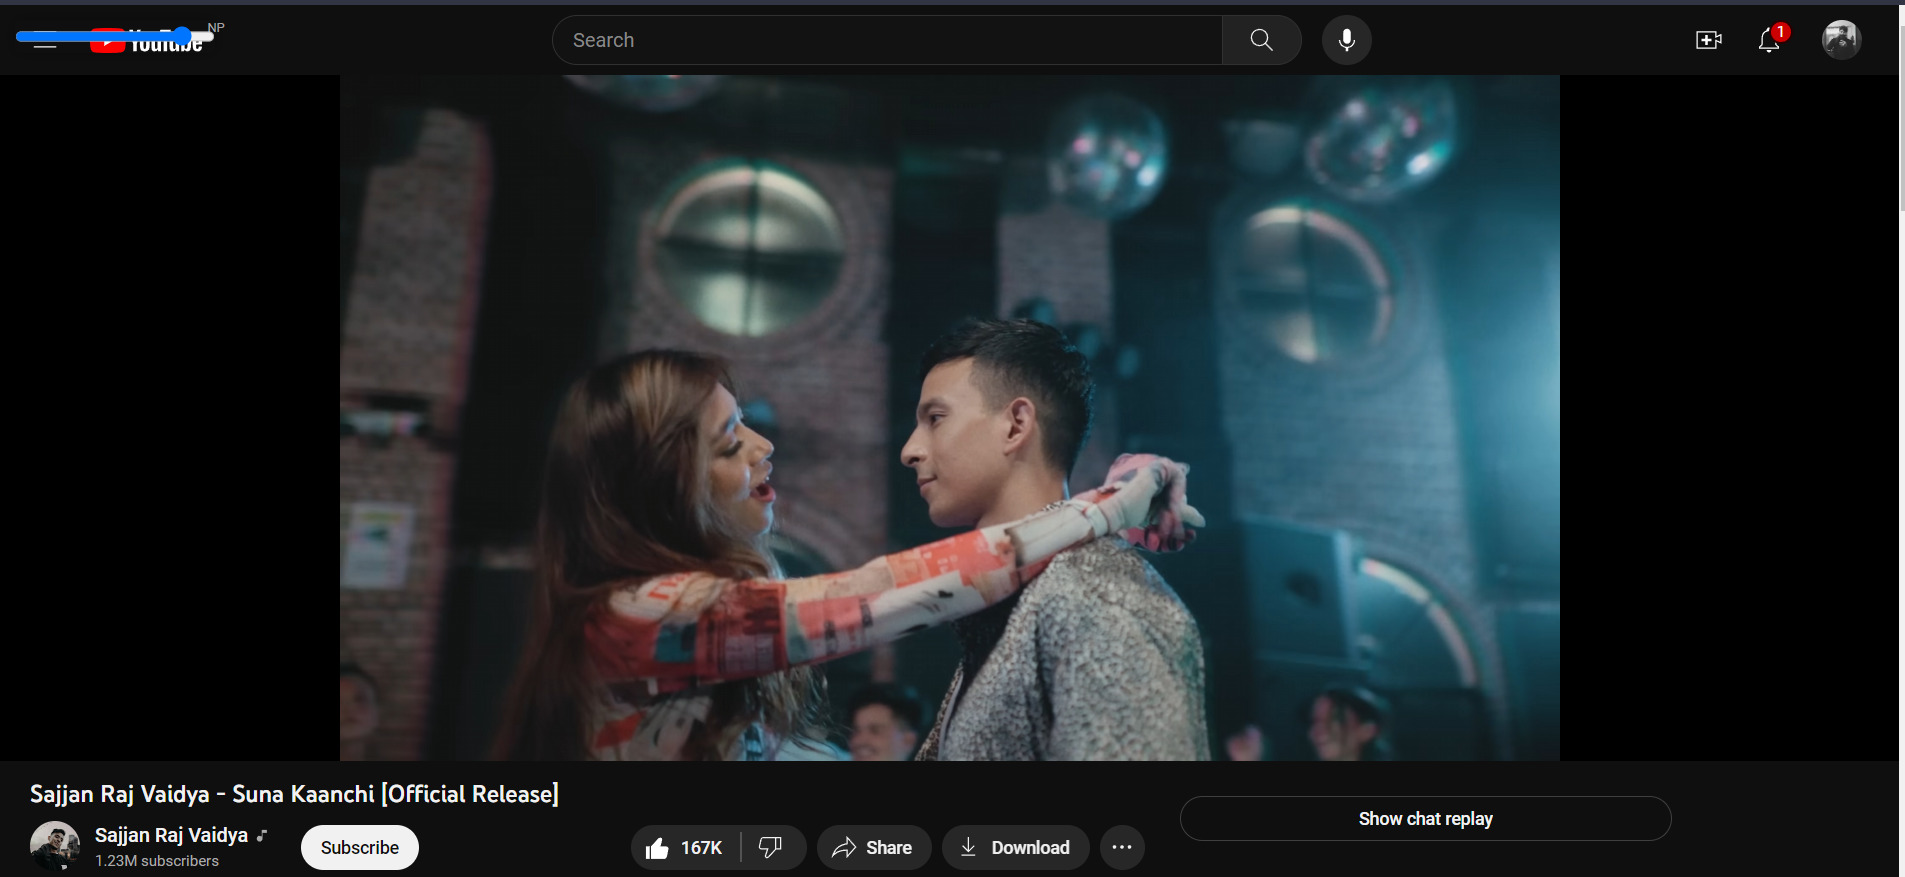 YouTube NP
Search
1
Sajjan Raj Vaidya - Suna Kaanchi [Official Release]
Sajjan Raj Vaidya
1.23M subscribers
Subscribe
167K
Share
Download
Show chat replay